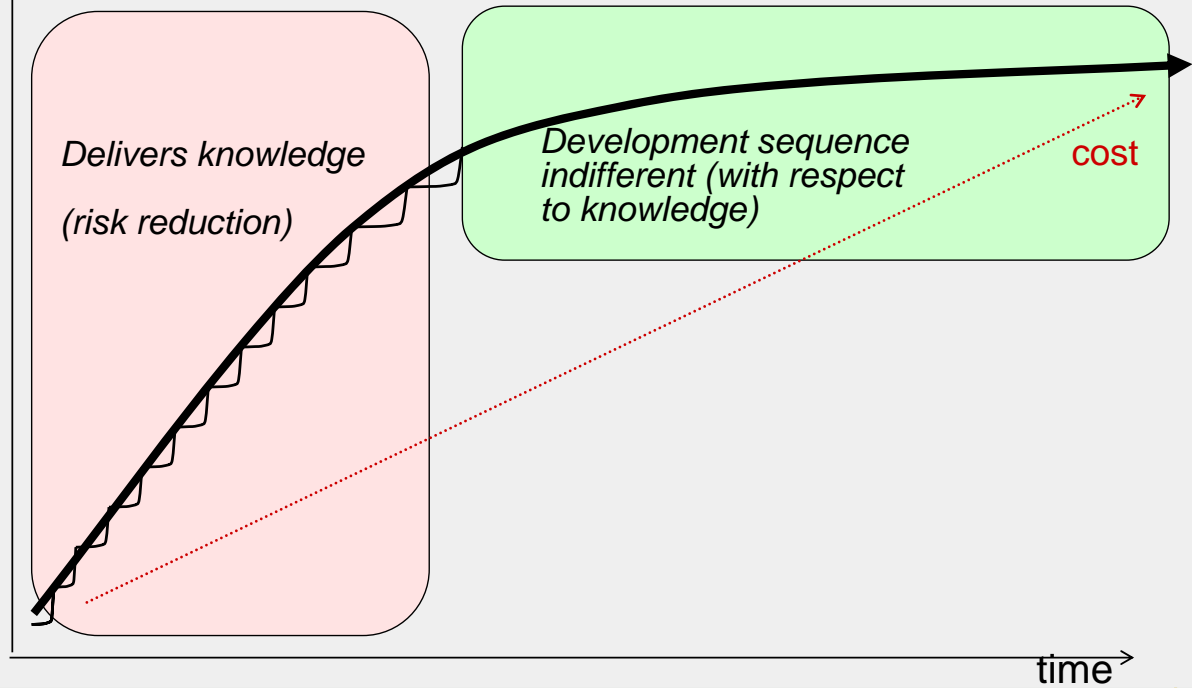 Delivers knowledge
(risk reduction)
Development sequence
indifferent (with respect
to knowledge)
cost
time